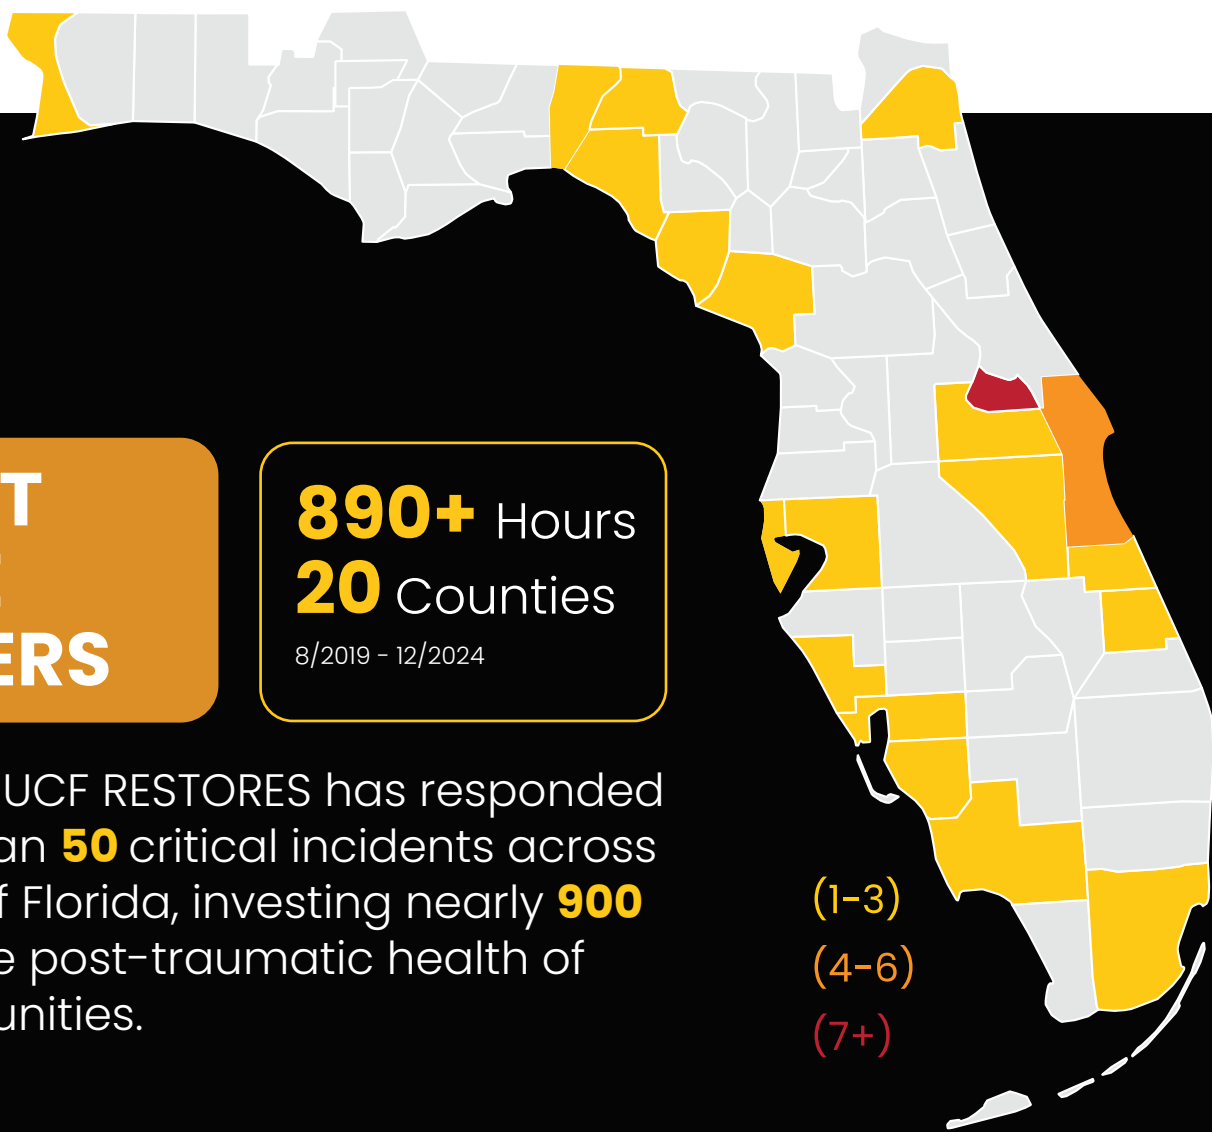 T
ERS
890+ Hours
20 Counties
8/2019 - 12/2024
UCF RESTORES has responded
an 50 critical incidents across
f Florida, investing nearly 900
e post-traumatic health of
unities.
(1-3)
(4-6)
(7+)